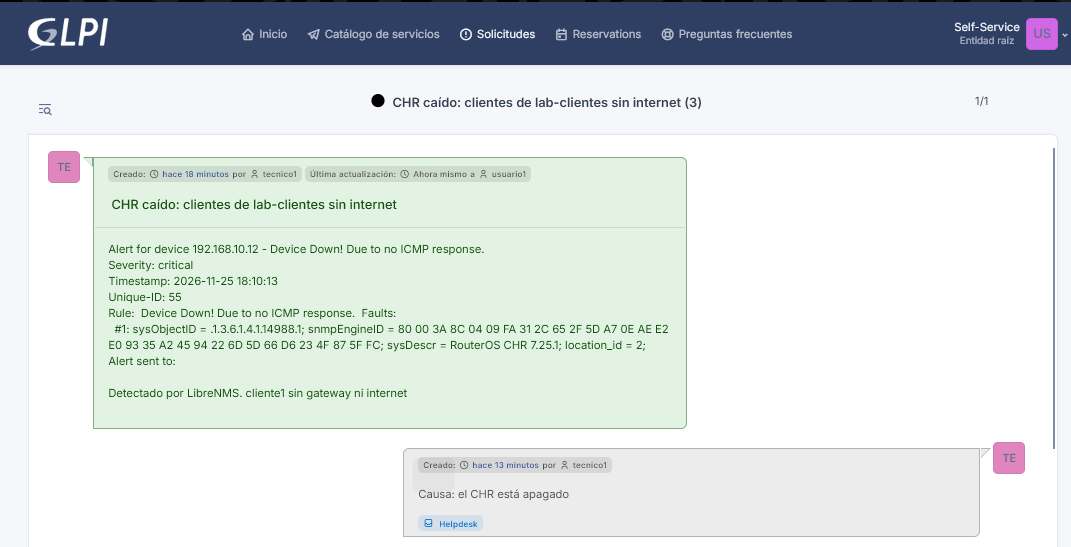 GLPI
Inicio
Catálogo de servicios
Solicitudes
Reservations
Preguntas frecuentes
Self-Service
Entidad raíz
US
CHR caído: clientes de lab-clientes sin internet (3)
1/1
TE
Creado: hace 18 minutos por tecnico1 Última actualización: Ahora mismo a usuario1
CHR caído: clientes de lab-clientes sin internet
Alert for device 192.168.10.12 - Device Down! Due to no ICMP response.
Severity: critical
Timestamp: 2026-11-25 18:10:13
Unique-ID: 55
Rule: Device Down! Due to no ICMP response. Faults:
#1: sysObjectID = .1.3.6.1.4.1.14988.1; snmpEngineID = 80 00 3A 8C 04 09 FA 31 2C 65 2F 5D A7 0E AE E2
E0 93 35 A2 45 94 22 6D 5D 66 D6 23 4F 87 5F FC; sysDescr = RouterOS CHR 7.25.1; location_id = 2;
Alert sent to:
Detectado por LibreNMS. cliente1 sin gateway ni internet
TE
Creado: hace 13 minutos por tecnico1
Causa: el CHR está apagado
Helpdesk